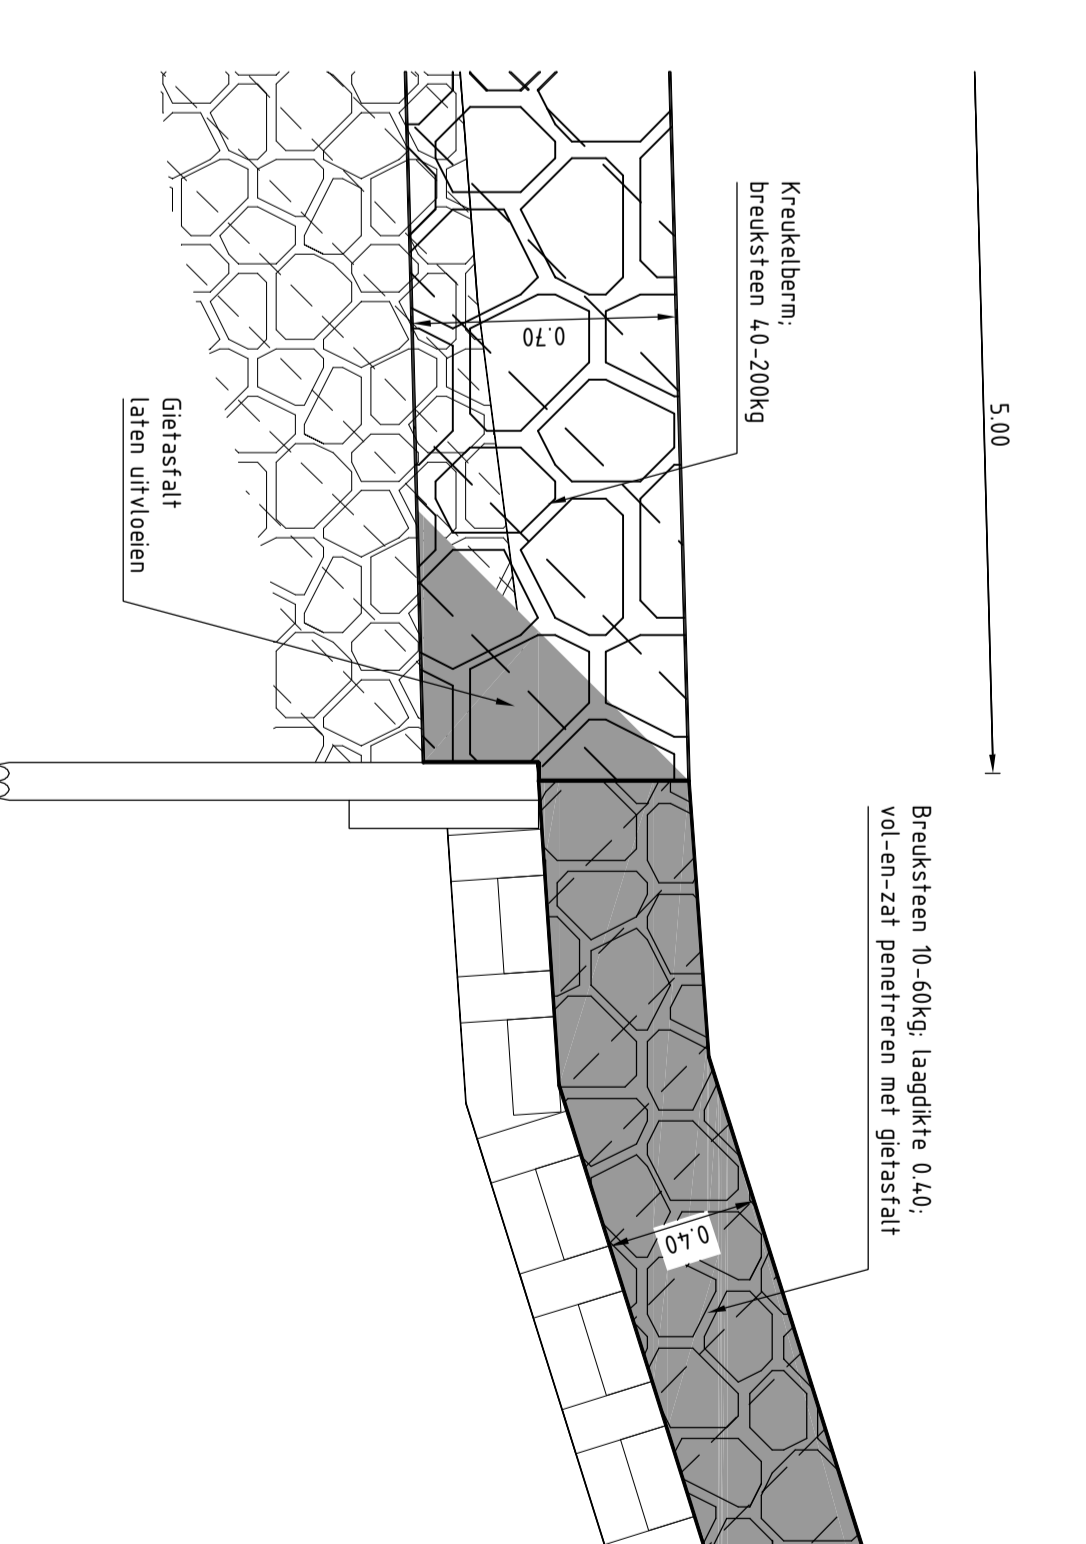 5.00
Kreukelberm;
breuksteen 40-200kg
0.70
Gietasfalt
laten uitvloeien
Breuksteen 10-60kg; laagdikte 0.40;
vol-en-zat penetreren met gietasfalt
0.40